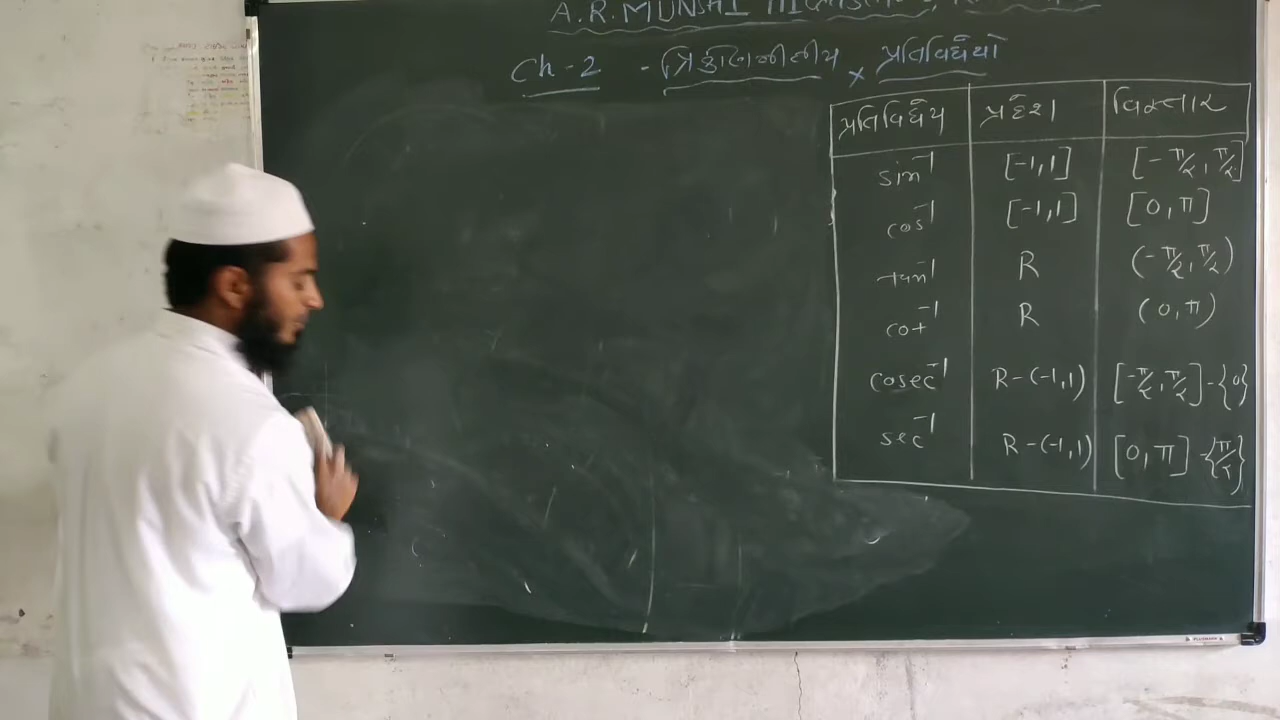 A.R.MUNSHI
Ch-2 - ત્રિકોણમિતીય પ્રતિવિધેયો
પ્રતિવિધેય પ્રદેશ વિસ્તાર
sin⁻¹ [-1,1] [-π/2, π/2]
cos⁻¹ [-1,1] [0,π]
tan⁻¹ R (-π/2, π/2)
cot⁻¹ R (0,π)
cosec⁻¹ R-(-1,1) [-π/2, π/2]-{0}
sec⁻¹ R-(-1,1) [0,π]-{π/2}